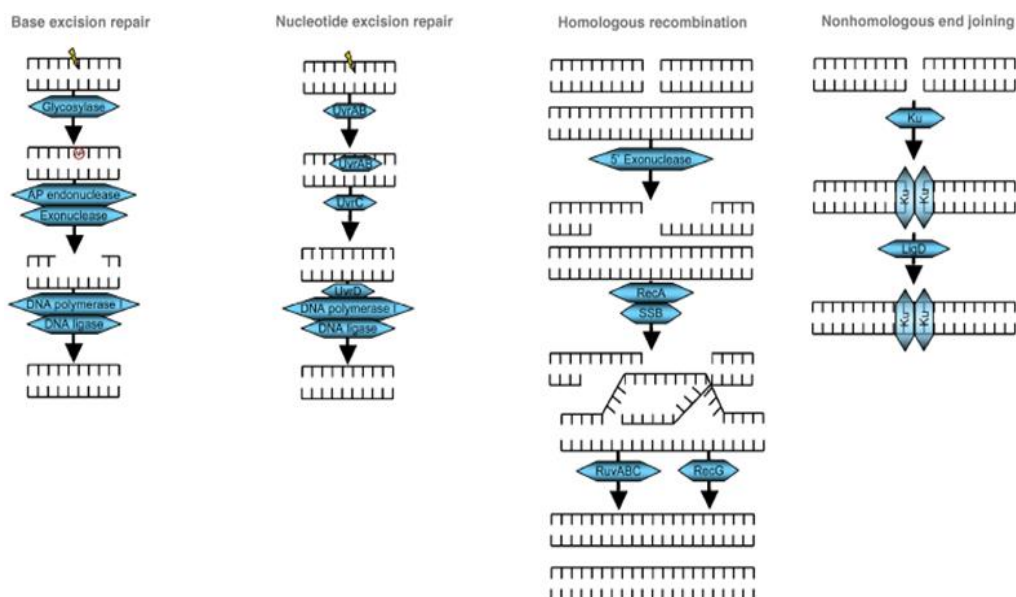 Base excision repair
Glycosylase
AP endonuclease
Exonuclease
DNA polymerase I
DNA ligase
Nucleotide excision repair
UvrAB
UvrAB
UvrC
UvrD
DNA polymerase I
DNA ligase
Homologous recombination
5' Exonuclease
RecA
SSB
RuvABC
RecG
Nonhomologous end joining
Ku
Ku Ku
LigD
Ku Ku